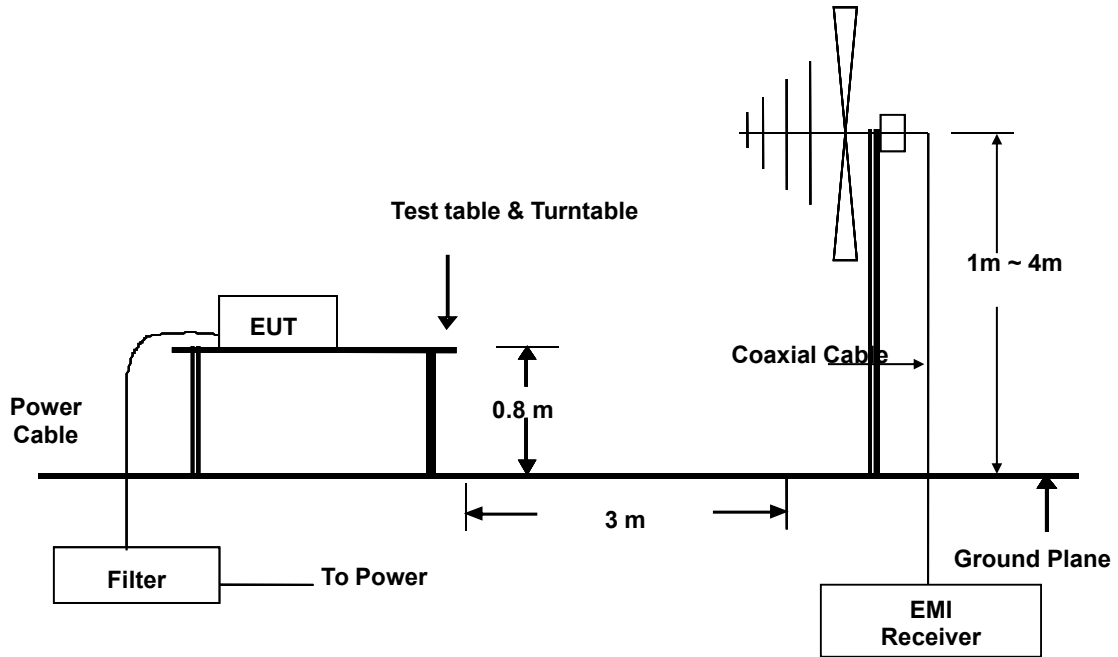 Test table & Turntable
1m ~ 4m
EUT
Coaxial Cable
0.8 m
Power
Cable
3 m
Ground Plane
Filter
To Power
EMI
Receiver